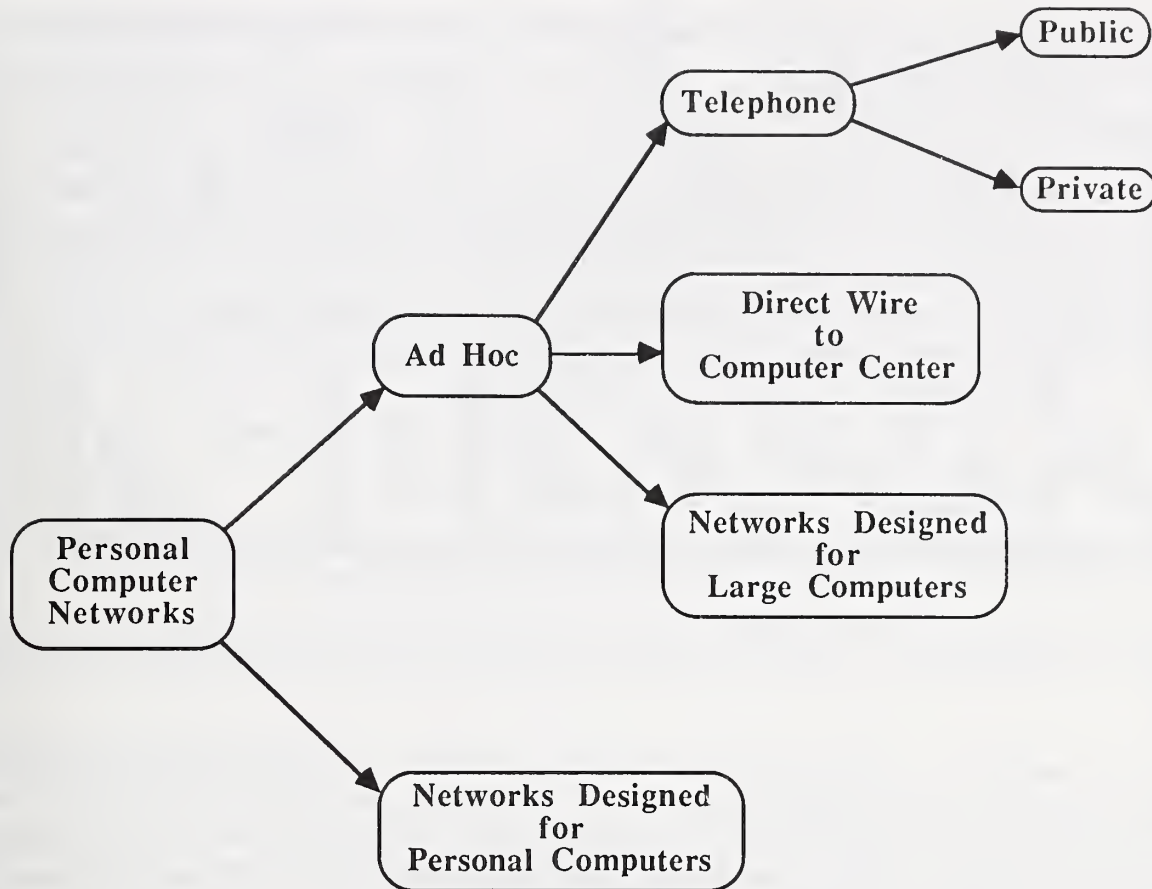 Public
Telephone
Private
Direct Wire
to
Computer Center
Ad Hoc
Networks Designed
for
Large Computers
Personal
Computer
Networks
Networks Designed
for
Personal Computers